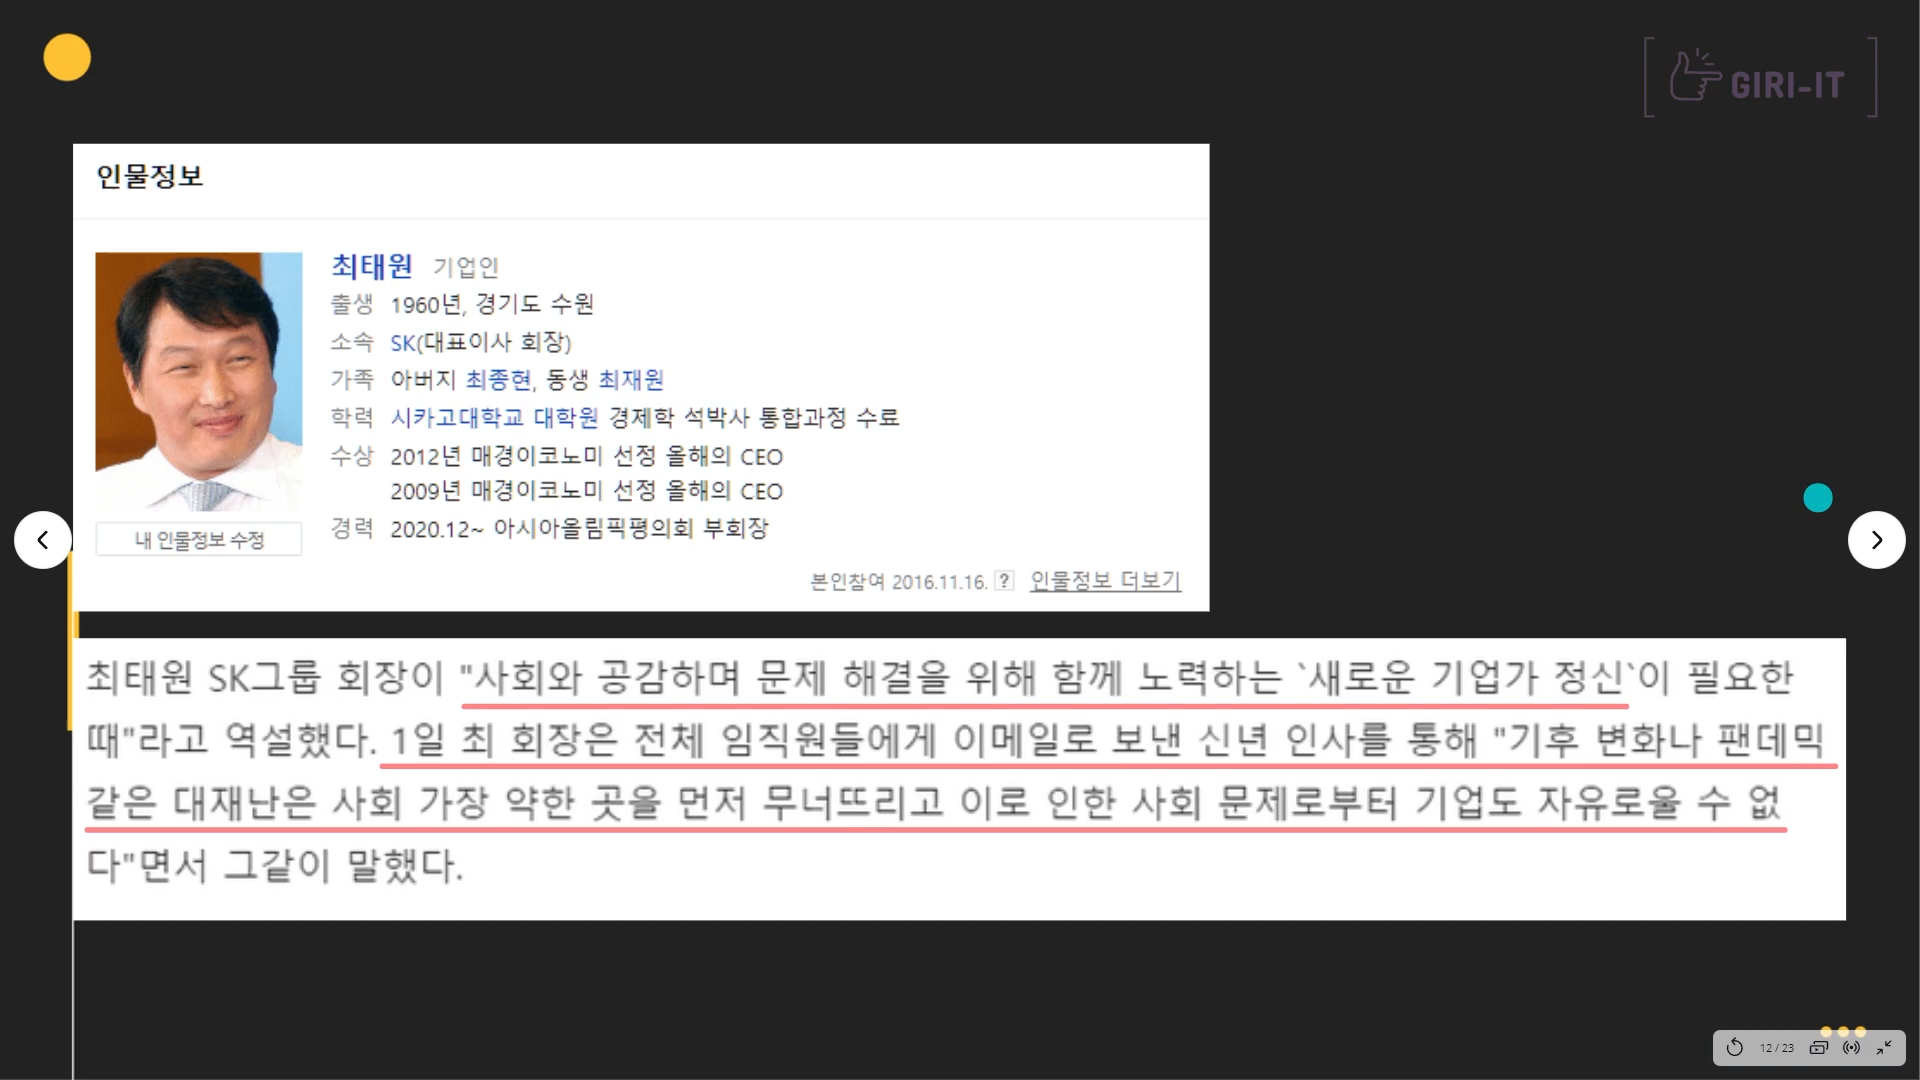 GIRI-IT
인물정보
최태원 기업인
출생 1960년, 경기도 수원
소속 SK(대표이사 회장)
가족 아버지 최종현, 동생 최재원
학력 시카고대학교 대학원 경제학 석박사 통합과정 수료
수상 2012년 매경이코노미 선정 올해의 CEO
2009년 매경이코노미 선정 올해의 CEO
경력 2020.12~ 아시아올림픽평의회 부회장
내 인물정보 수정
본인참여 2016.11.16. ? 인물정보 더보기
최태원 SK그룹 회장이 "사회와 공감하며 문제 해결을 위해 함께 노력하는 `새로운 기업가 정신`이 필요한
때"라고 역설했다. 1일 최 회장은 전체 임직원들에게 이메일로 보낸 신년 인사를 통해 "기후 변화나 팬데믹
같은 대재난은 사회 가장 약한 곳을 먼저 무너뜨리고 이로 인한 사회 문제로부터 기업도 자유로울 수 없
다"면서 그같이 말했다.
12 / 23